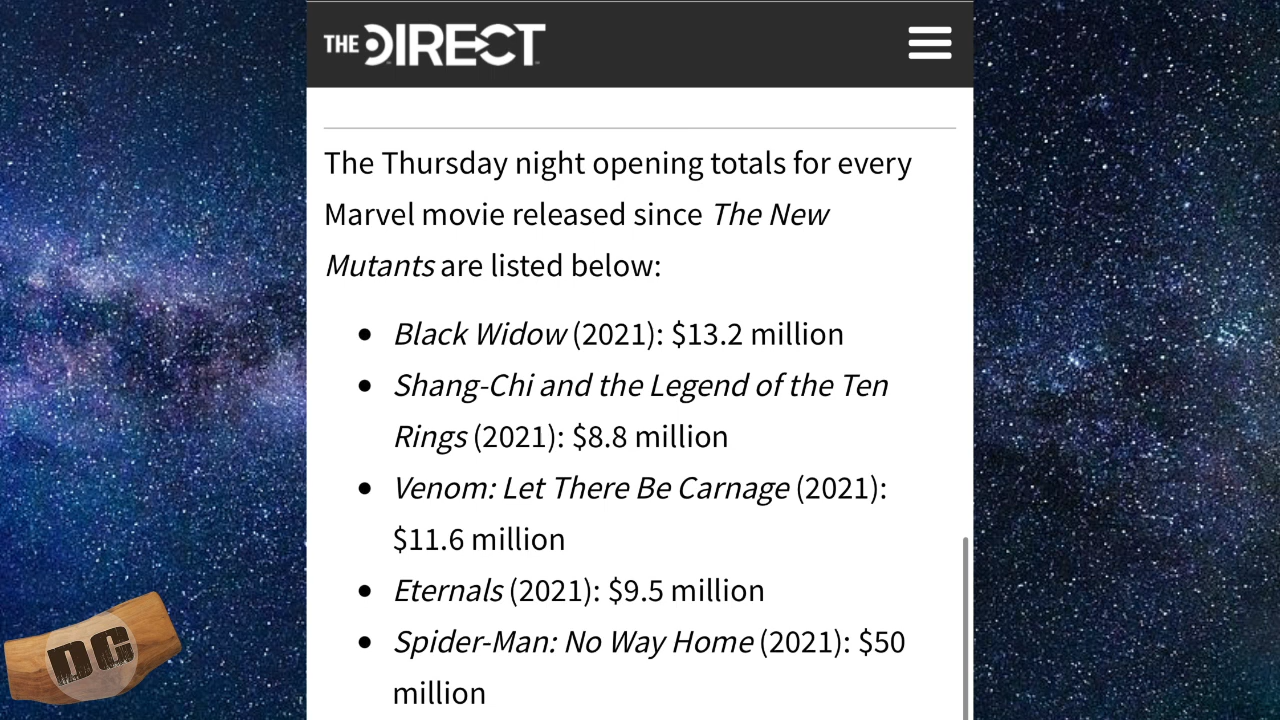 THE DIRECT
The Thursday night opening totals for every
Marvel movie released since The New
Mutants are listed below:
• Black Widow (2021): $13.2 million
• Shang-Chi and the Legend of the Ten
Rings (2021): $8.8 million
• Venom: Let There Be Carnage (2021):
$11.6 million
• Eternals (2021): $9.5 million
• Spider-Man: No Way Home (2021): $50
million
DG